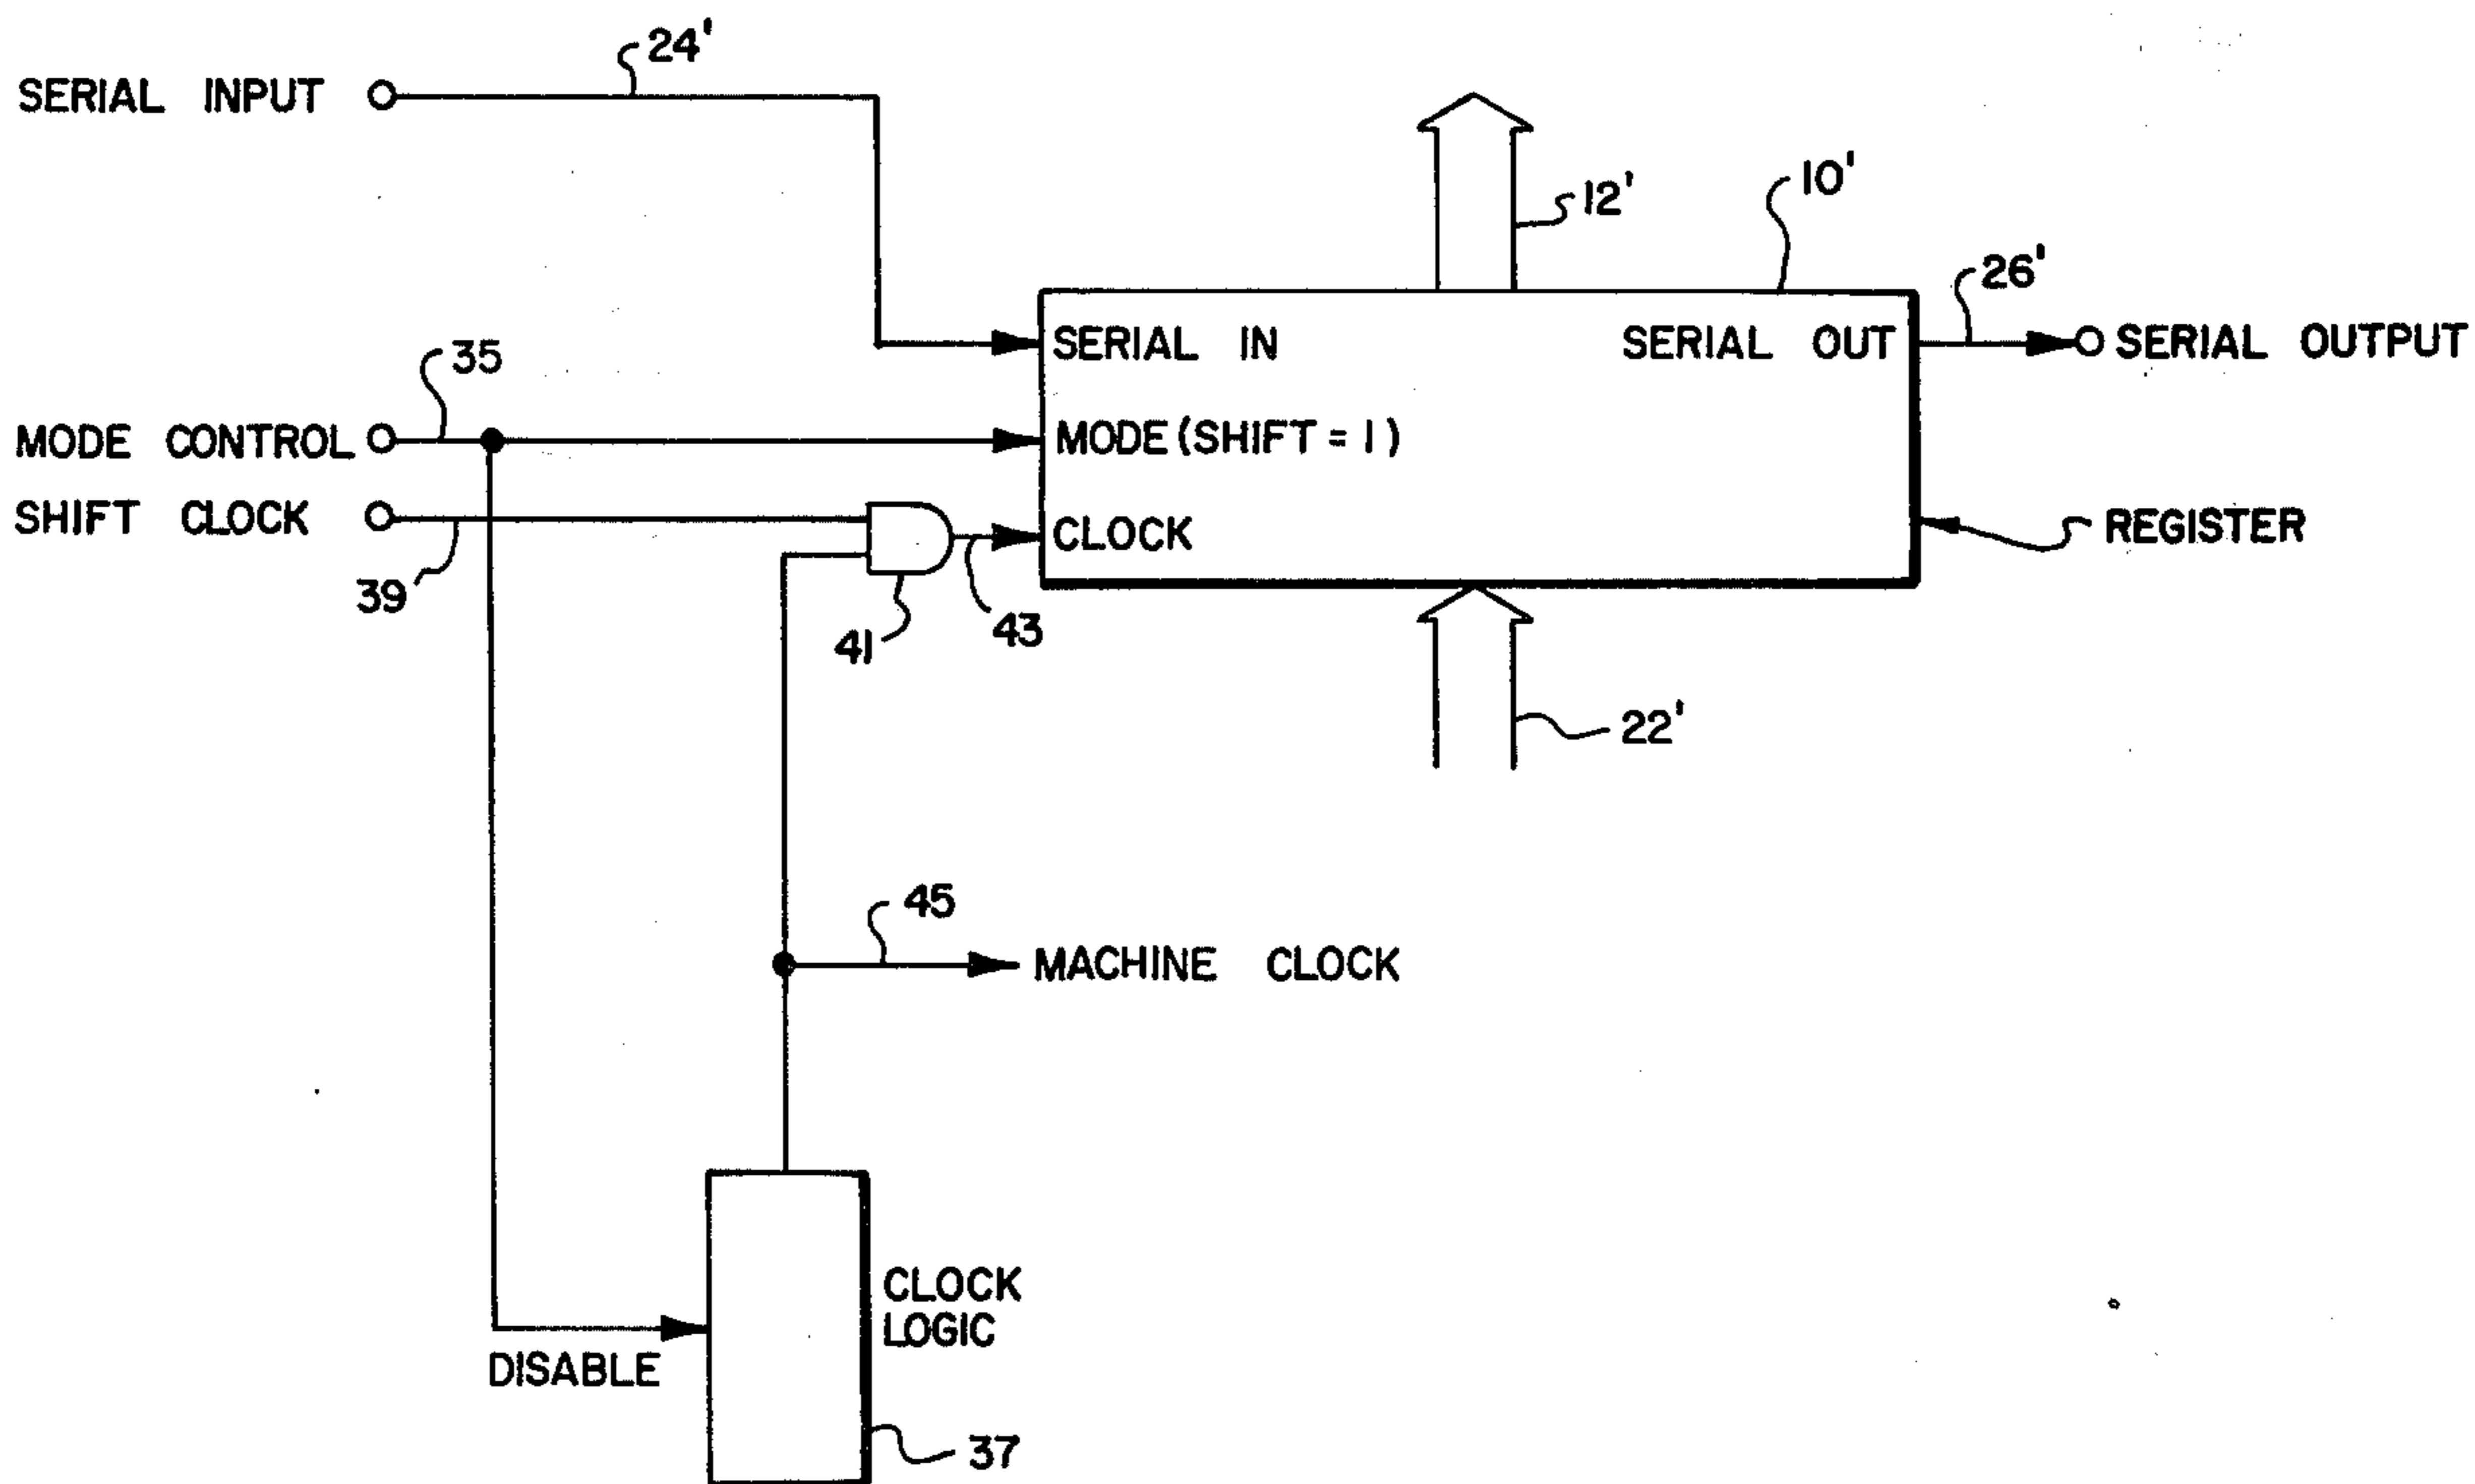 24'
SERIAL INPUT
12'
10'
26'
SERIAL IN
SERIAL OUT
SERIAL OUTPUT
35
MODE CONTROL
MODE (SHIFT = 1)
SHIFT CLOCK
CLOCK
REGISTER
39
41
43
22'
45
MACHINE CLOCK
CLOCK
LOGIC
DISABLE
37